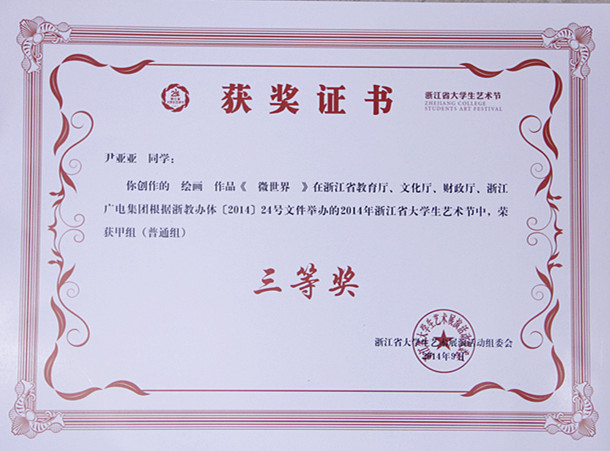 获奖证书
浙江省大学生艺术节
ZHEJIANG COLLEGE
STUDENTS ART FESTIVAL
尹亚亚 同学：
你创作的 绘画 作品《 微世界 》在浙江省教育厅、文化厅、财政厅、浙江
广电集团根据浙教办体〔2014〕24号文件举办的2014年浙江省大学生艺术节中，荣
获甲组（普通组）
三等奖
浙江省大学生艺术展演活动组委会
2014年9月